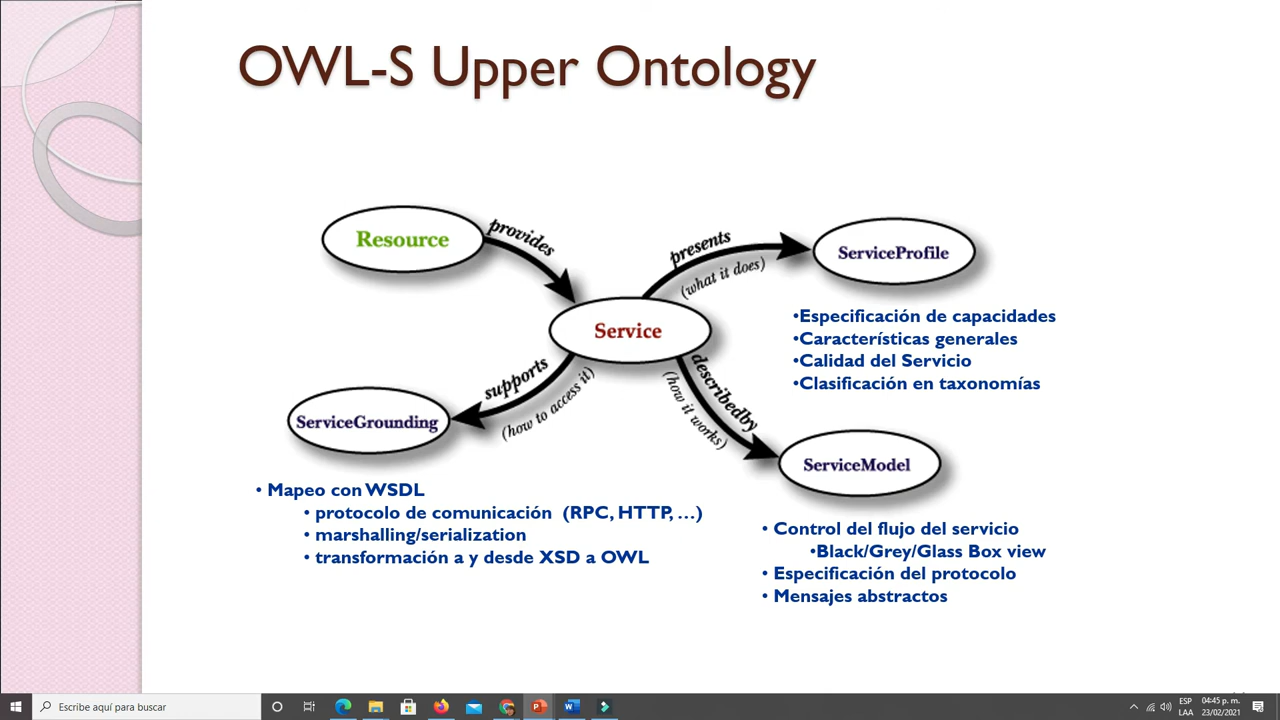 OWL-S Upper Ontology
Resource
provides
Service
presents
(what it does)
ServiceProfile
•Especificación de capacidades
•Características generales
•Calidad del Servicio
•Clasificación en taxonomías
supports
(how to access it)
ServiceGrounding
describedby
(how it works)
ServiceModel
• Mapeo con WSDL
• protocolo de comunicación (RPC, HTTP, …)
• marshalling/serialization
• transformación a y desde XSD a OWL
• Control del flujo del servicio
•Black/Grey/Glass Box view
• Especificación del protocolo
• Mensajes abstractos
Escribe aquí para buscar
ESP
LAA
04:45 p. m.
23/02/2021